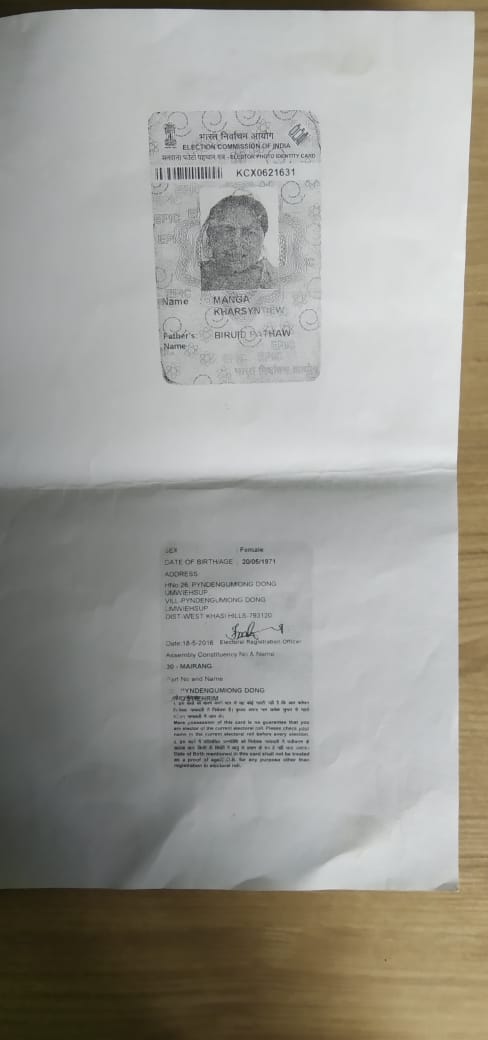 भारत निर्वाचन आयोग
ELECTION COMMISSION OF INDIA
मतदाता फोटो पहचान पत्र - ELECTOR PHOTO IDENTITY CARD
KCX0621631
Name MANGA
KHARSYNTIEW
Father's BIRUID PATHAW
Name
भारत निर्वाचन आयोग
SEX : Female
DATE OF BIRTH/AGE : 20/05/1971
ADDRESS
HNo 26, PYNDENGUMIONG DONG
UMWIEHSUP
VILL-PYNDENGUMIONG DONG
UMWIEHSUP
DIST-WEST KHASI HILLS-793120
Date:18-5-2016 Electoral Registration Officer
Assembly Constituency No & Name
30 - MAIRANG
Part No and Name
PYNDENGUMIONG DONG
Mere possession of this card is no guarantee that you
are elector of the current electoral roll. Please check your
name in the current electoral roll before every election.
Date of Birth mentioned in this card shall not be treated
as a proof of age/D.O.B. for any purpose other than
registration in electoral roll.